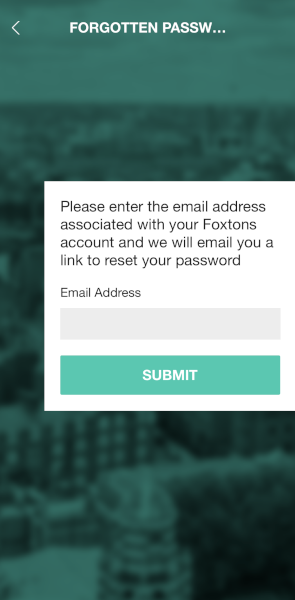 FORGOTTEN PASSW...
Please enter the email address
associated with your Foxtons
account and we will email you a
link to reset your password
Email Address
SUBMIT